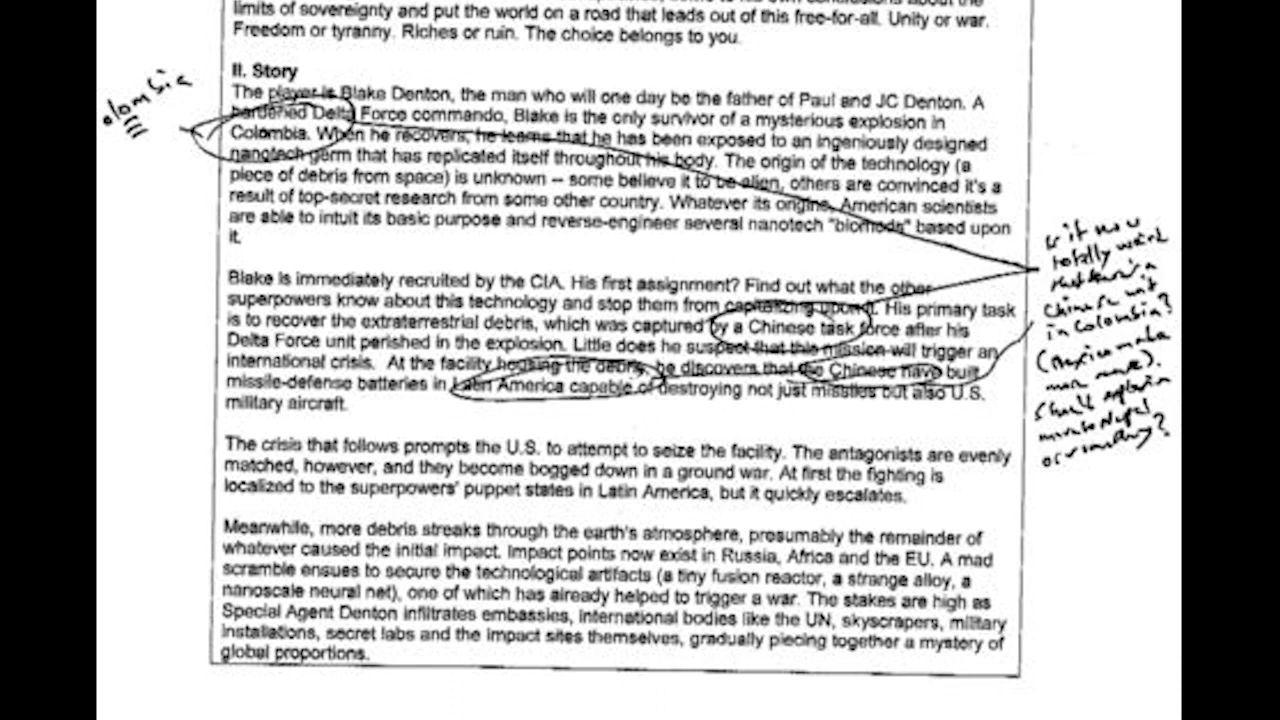 limits of sovereignty and put the world on a road that leads out of this free-for-all. Unity or war.
Freedom or tyranny. Riches or ruin. The choice belongs to you.
II. Story
The player is Blake Denton, the man who will one day be the father of Paul and JC Denton. A
hardened Delta Force commando, Blake is the only survivor of a mysterious explosion in
Colombia. When he recovers, he learns that he has been exposed to an ingeniously designed
nanotech germ that has replicated itself throughout his body. The origin of the technology (a
piece of debris from space) is unknown – some believe it to be alien, others are convinced it's a
result of top-secret research from some other country. Whatever its origins, American scientists
are able to intuit its basic purpose and reverse-engineer several nanotech "biomods" based upon
it.
Blake is immediately recruited by the CIA. His first assignment? Find out what the other
superpowers know about this technology and stop them from capitalizing upon it. His primary task
is to recover the extraterrestrial debris, which was captured by a Chinese task force after his
Delta Force unit perished in the explosion. Little does he suspect that this mission will trigger an
international crisis. At the facility housing the debris, he discovers that the Chinese have built
missile-defense batteries in Latin America capable of destroying not just missiles but also U.S.
military aircraft.
The crisis that follows prompts the U.S. to attempt to seize the facility. The antagonists are evenly
matched, however, and they become bogged down in a ground war. At first the fighting is
localized to the superpowers' puppet states in Latin America, but it quickly escalates.
Meanwhile, more debris streaks through the earth's atmosphere, presumably the remainder of
whatever caused the initial impact. Impact points now exist in Russia, Africa and the EU. A mad
scramble ensues to secure the technological artifacts (a tiny fusion reactor, a strange alloy, a
nanoscale neural net), one of which has already helped to trigger a war. The stakes are high as
Special Agent Denton infiltrates embassies, international bodies like the UN, skyscrapers, military
installations, secret labs and the impact sites themselves, gradually piecing together a mystery of
global proportions.
olombia
totally weird
Chinese unit
in Colombia?